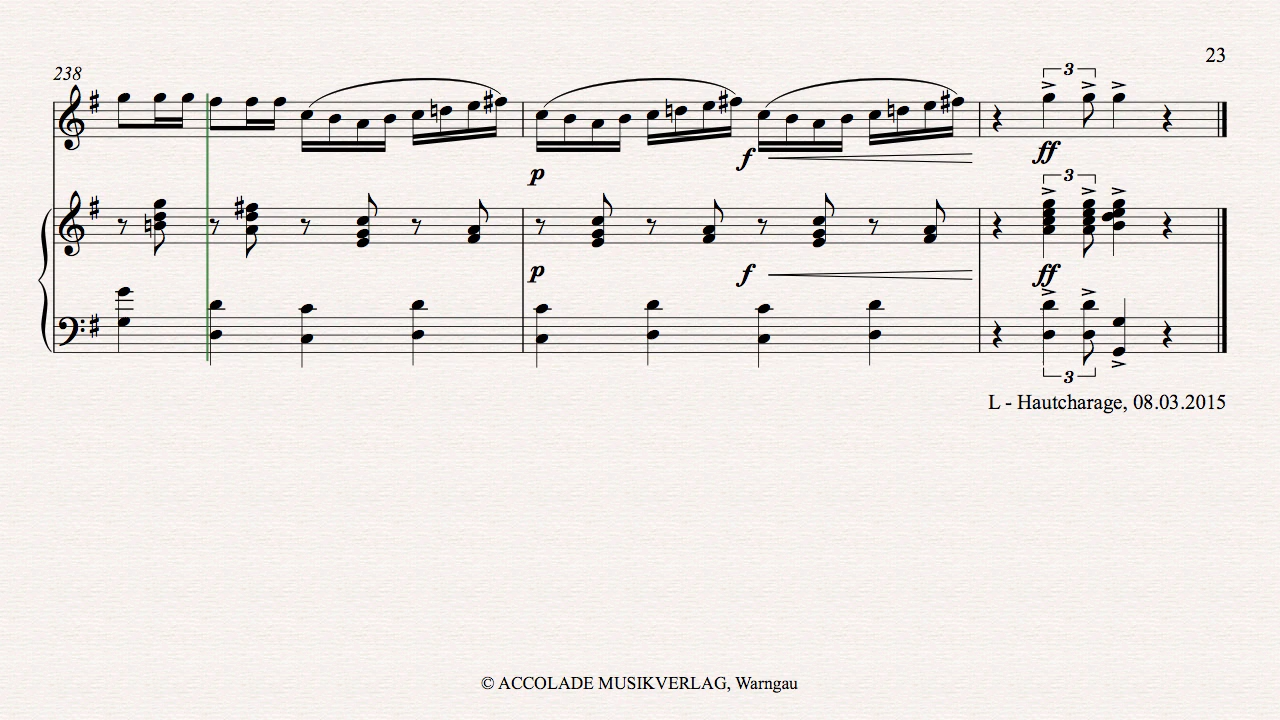 23
238
3
p
f
ff
3
p
f
ff
3
L - Hautcharage, 08.03.2015
© ACCOLADE MUSIKVERLAG, Warngau